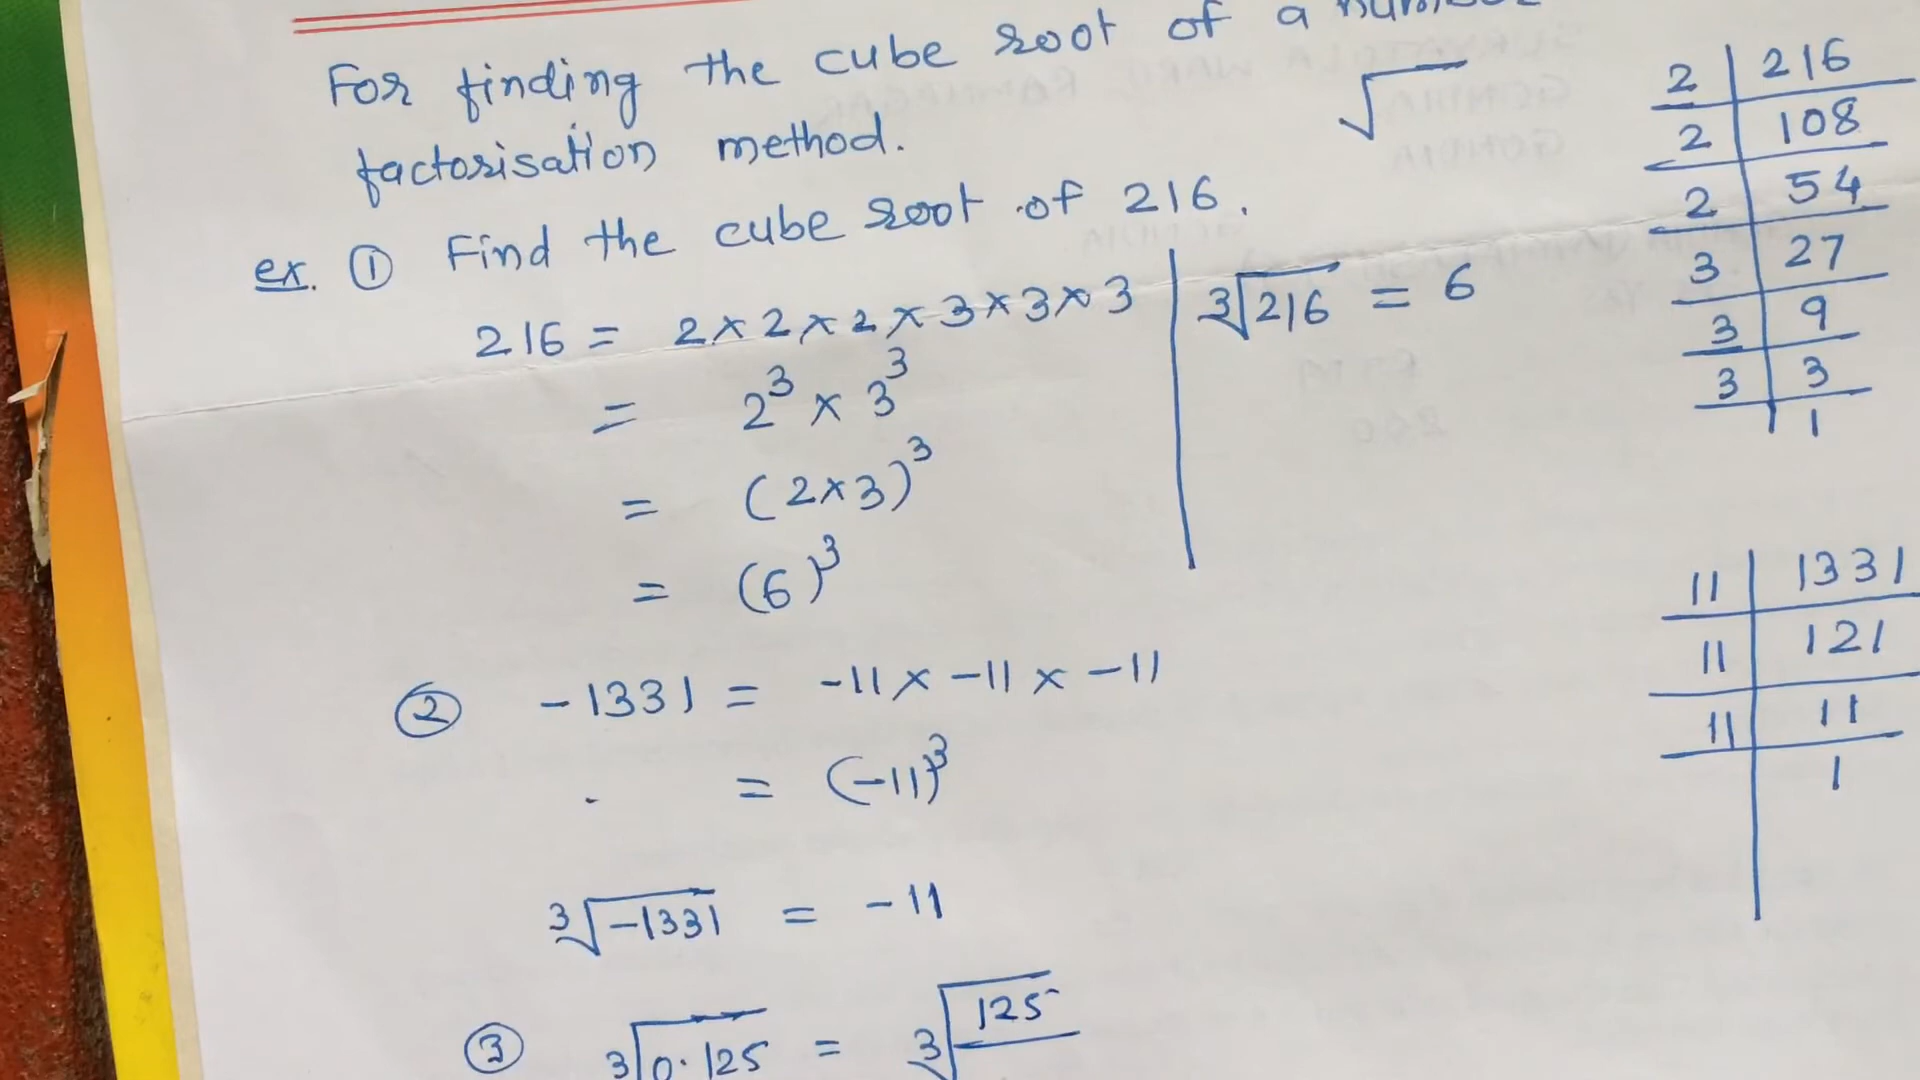 For finding the cube root of a
factorisation method.
√
ex. ① Find the cube root of 216.
216 = 2×2×2×3×3×3 | ∛216 = 6
= 2³ × 3³
= (2×3)³
= (6)³
2 | 216
2 | 108
2 | 54
3 | 27
3 | 9
3 | 3
1
② -1331 = -11 × -11 × -11
= (-11)³
∛-1331 = -11
11 | 1331
11 | 121
11 | 11
1
③ ∛0.125 = ∛125